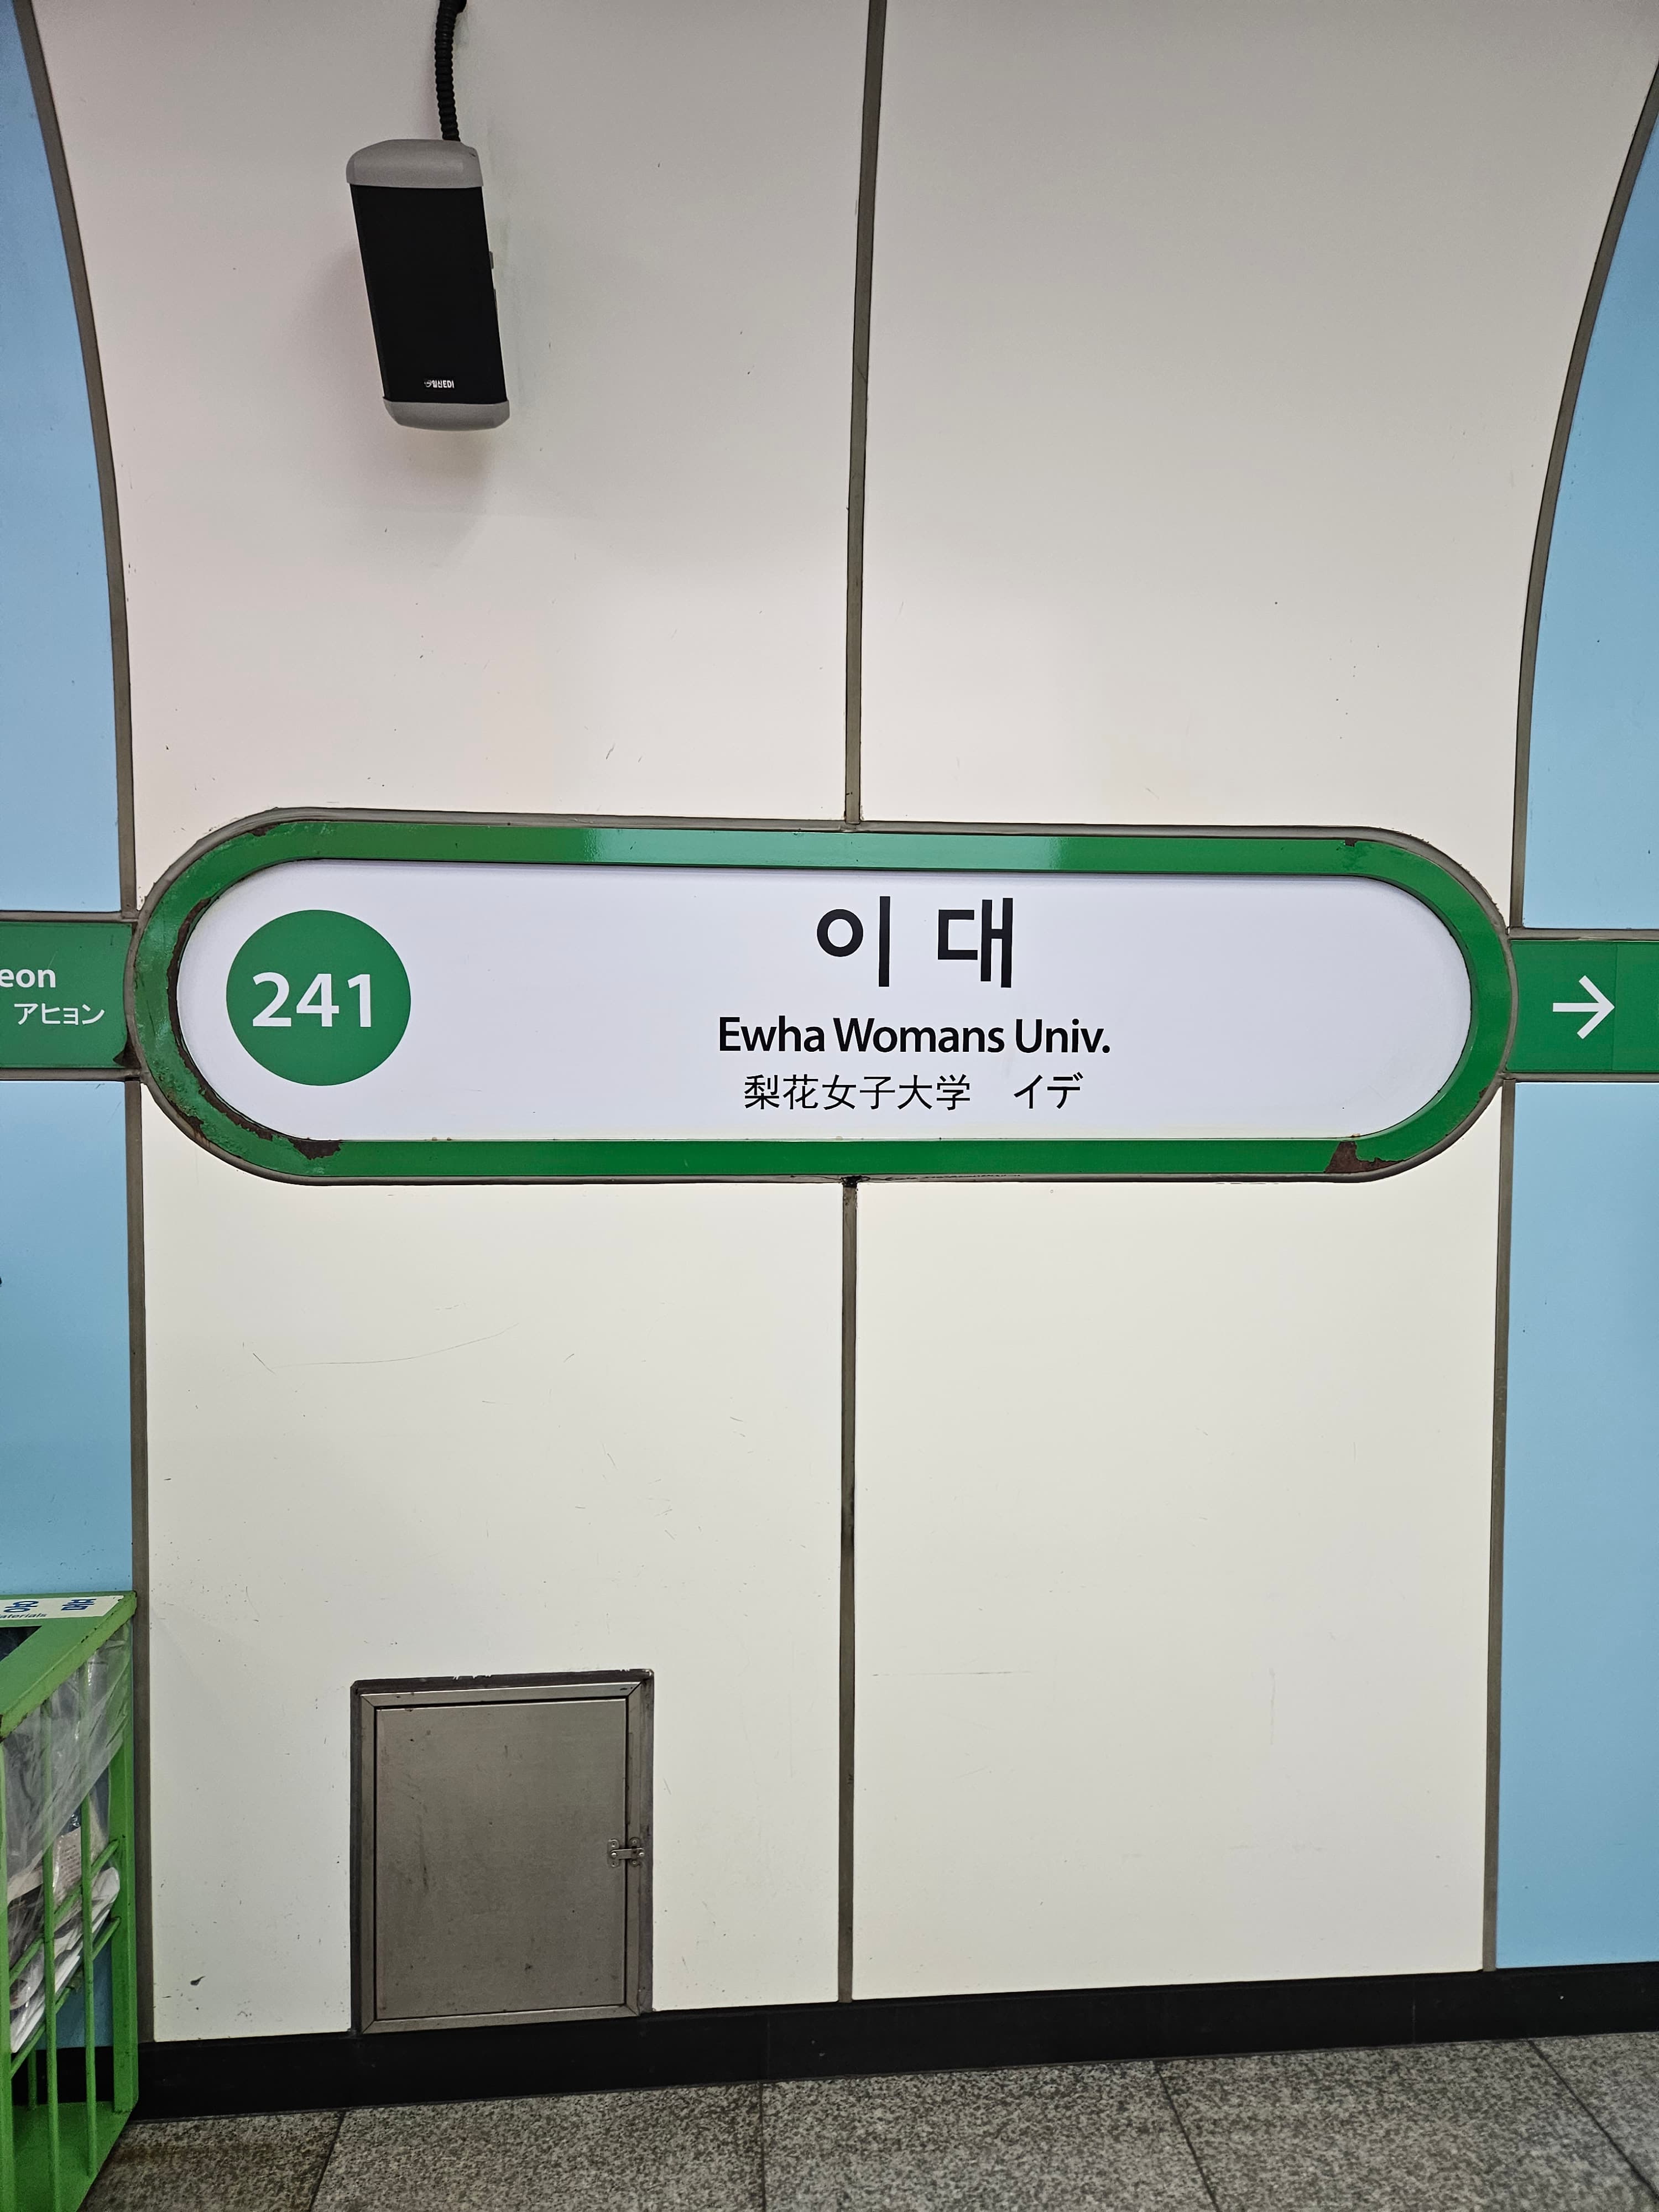 이대
Ewha Womans Univ.
梨花女子大学 イデ
241
eon
アヒョン
→